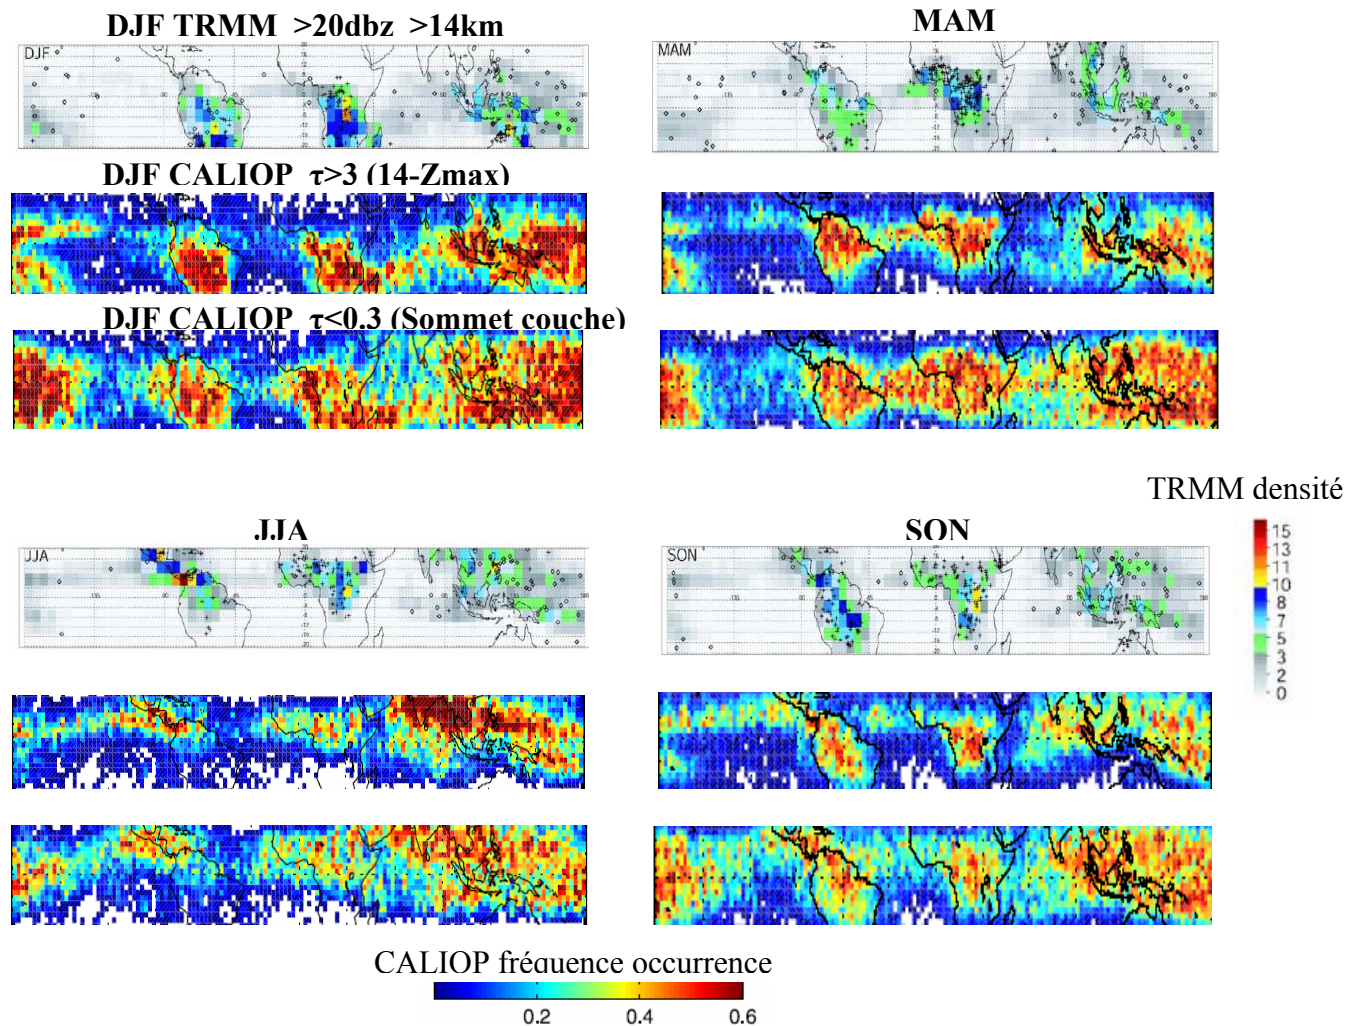 DJF TRMM >20dbz >14km
MAM
DJF
MAM
DJF CALIOP τ>3 (14-Zmax)
DJF CALIOP τ<0.3 (Sommet couche)
TRMM densité
JJA
SON
JJA
SON
15
13
11
10
8
7
5
3
2
0
CALIOP fréquence occurrence
0.2
0.4
0.6